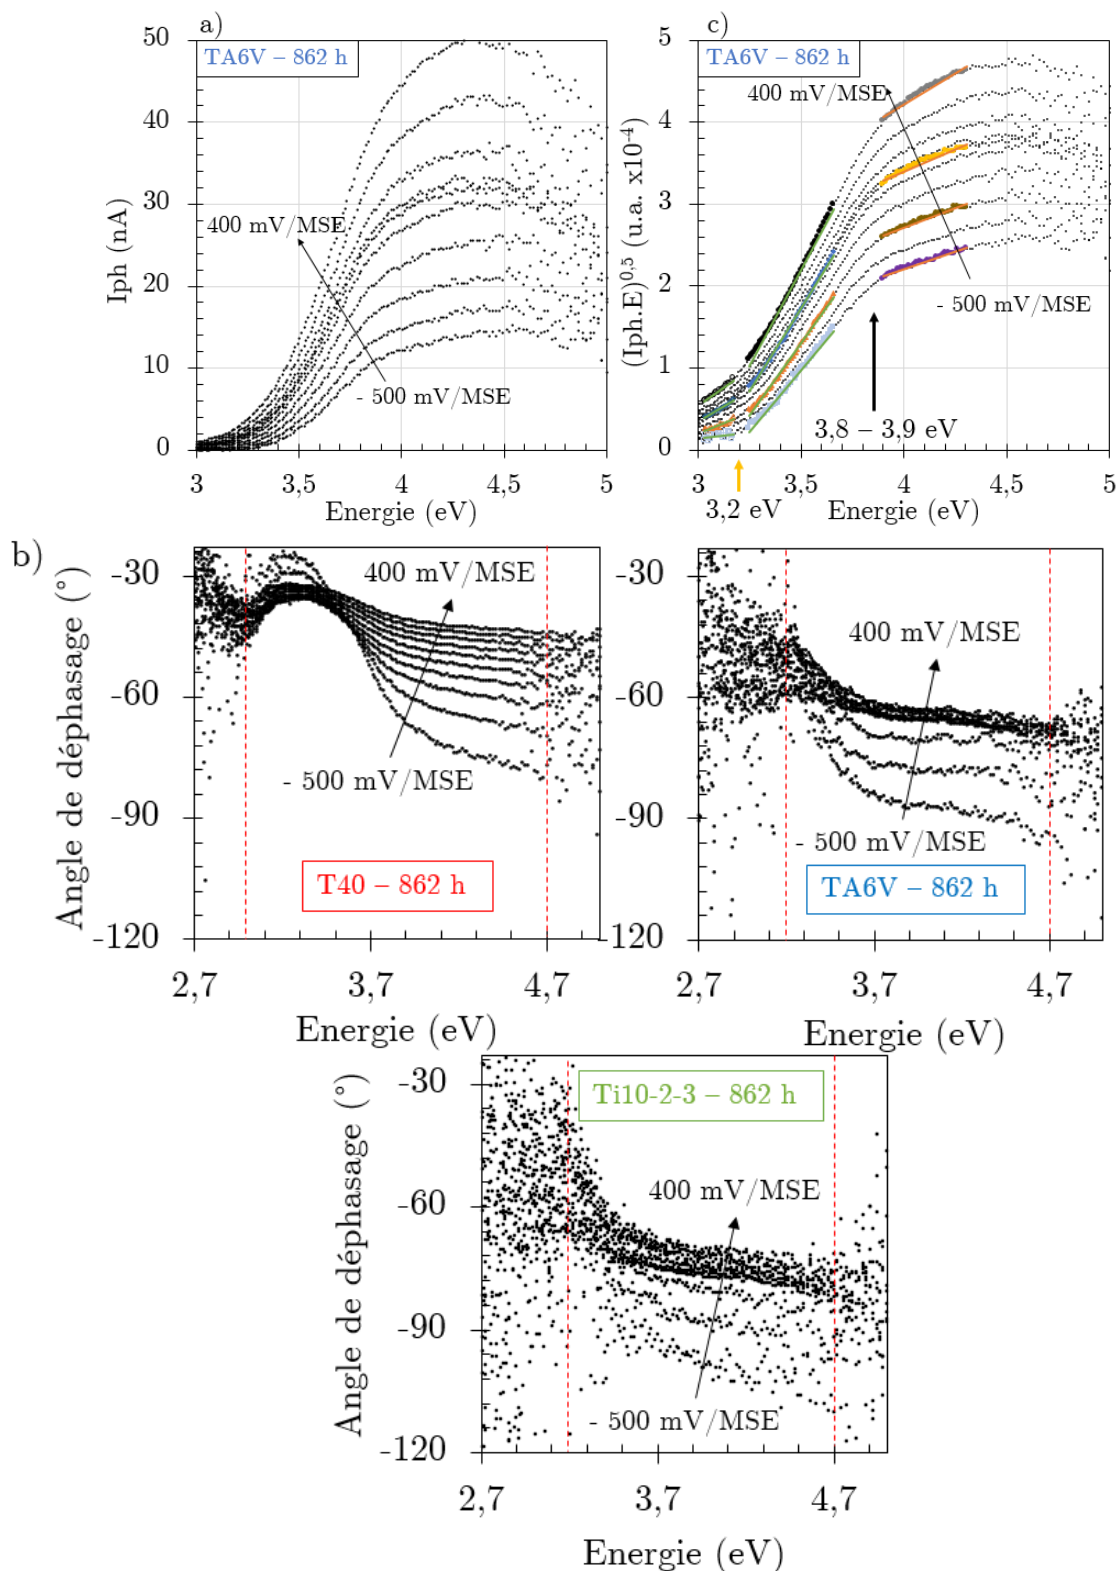 a)
TA6V – 862 h
50
40
30
20
10
0
Iph (nA)
400 mV/MSE
- 500 mV/MSE
3
3,5
4
4,5
5
Energie (eV)
c)
TA6V – 862 h
5
4
3
2
1
0
(Iph.E)^0,5 (u.a. x10^-4)
400 mV/MSE
- 500 mV/MSE
3,8 – 3,9 eV
3
3,5
4
4,5
5
3,2 eV
Energie (eV)
b)
-30
-60
-90
-120
Angle de déphasage (°)
400 mV/MSE
- 500 mV/MSE
T40 – 862 h
2,7
3,7
4,7
Energie (eV)
-30
-60
-90
-120
Angle de déphasage (°)
400 mV/MSE
- 500 mV/MSE
TA6V – 862 h
2,7
3,7
4,7
Energie (eV)
-30
-60
-90
-120
Angle de déphasage (°)
Ti10-2-3 – 862 h
400 mV/MSE
- 500 mV/MSE
2,7
3,7
4,7
Energie (eV)